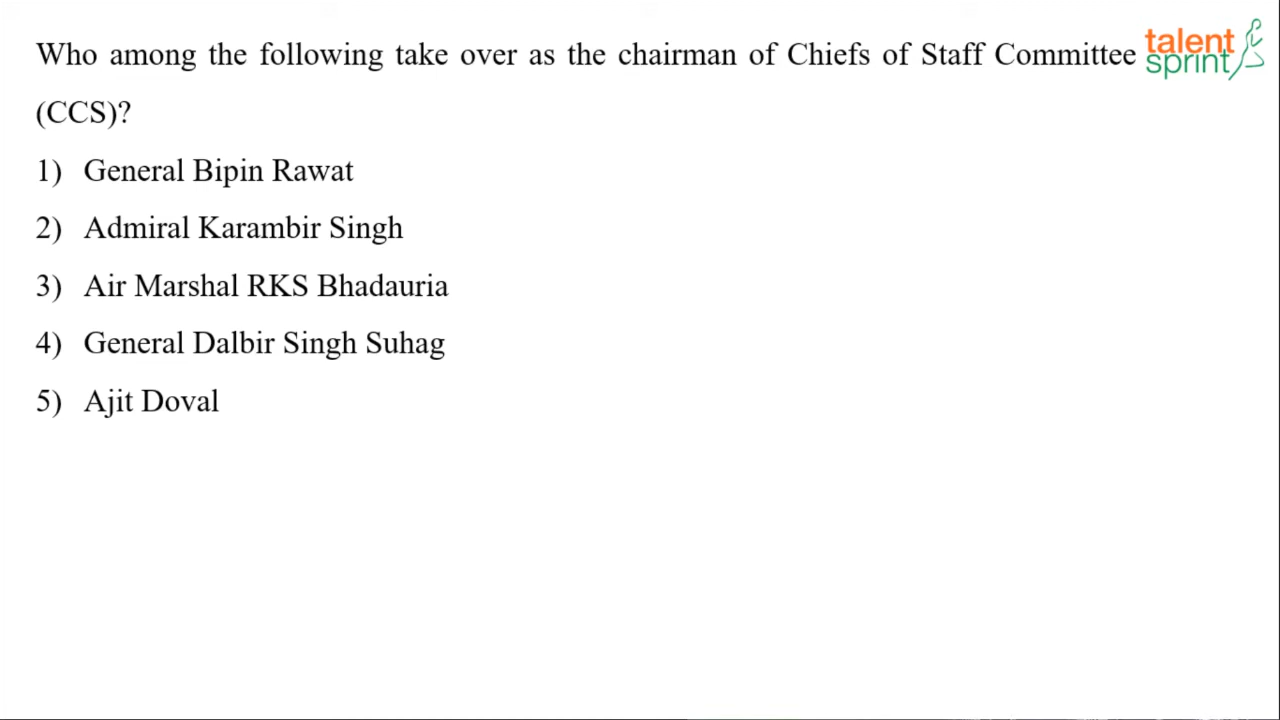 Who among the following take over as the chairman of Chiefs of Staff Committee
(CCS)?
1) General Bipin Rawat
2) Admiral Karambir Singh
3) Air Marshal RKS Bhadauria
4) General Dalbir Singh Suhag
5) Ajit Doval
talent
sprint